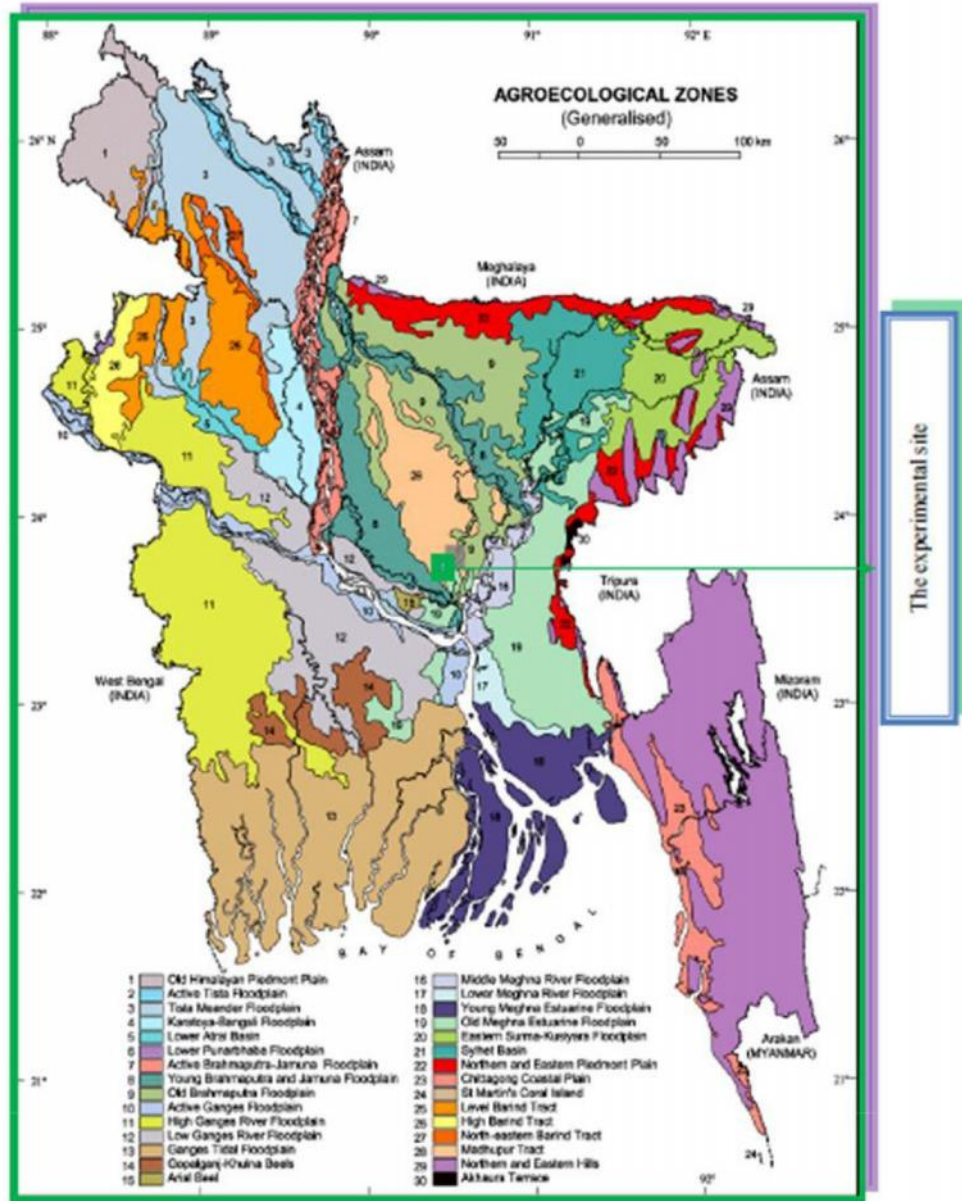 88° 89° 90° 91° 92° E
AGROECOLOGICAL ZONES
(Generalised)
50 0 50 100 km
26° N
26°
Assam
(INDIA)
Meghalaya
(INDIA)
25°
25°
Assam
(INDIA)
24°
24°
Tripura
(INDIA)
West Bengal
(INDIA)
Mizoram
(INDIA)
23°
23°
22°
22°
BAY OF BENGAL
Arakan
(MYANMAR)
21°
21°
92°
The experimental site
1 Old Himalayan Piedmont Plain
2 Active Tista Floodplain
3 Tista Meander Floodplain
4 Karatoya-Bangali Floodplain
5 Lower Atrai Basin
6 Lower Punarbhaba Floodplain
7 Active Brahmaputra-Jamuna Floodplain
8 Young Brahmaputra and Jamuna Floodplain
9 Old Brahmaputra Floodplain
10 Active Ganges Floodplain
11 High Ganges River Floodplain
12 Low Ganges River Floodplain
13 Ganges Tidal Floodplain
14 Gopalganj-Khulna Beels
15 Arial Beel
16 Middle Meghna River Floodplain
17 Lower Meghna River Floodplain
18 Young Meghna Estuarine Floodplain
19 Old Meghna Estuarine Floodplain
20 Eastern Surma-Kusiyara Floodplain
21 Sylhet Basin
22 Northern and Eastern Piedmont Plain
23 Chittagong Coastal Plain
24 St Martin's Coral Island
25 Level Barind Tract
26 High Barind Tract
27 North-eastern Barind Tract
28 Madhupur Tract
29 Northern and Eastern Hills
30 Akhaura Terrace